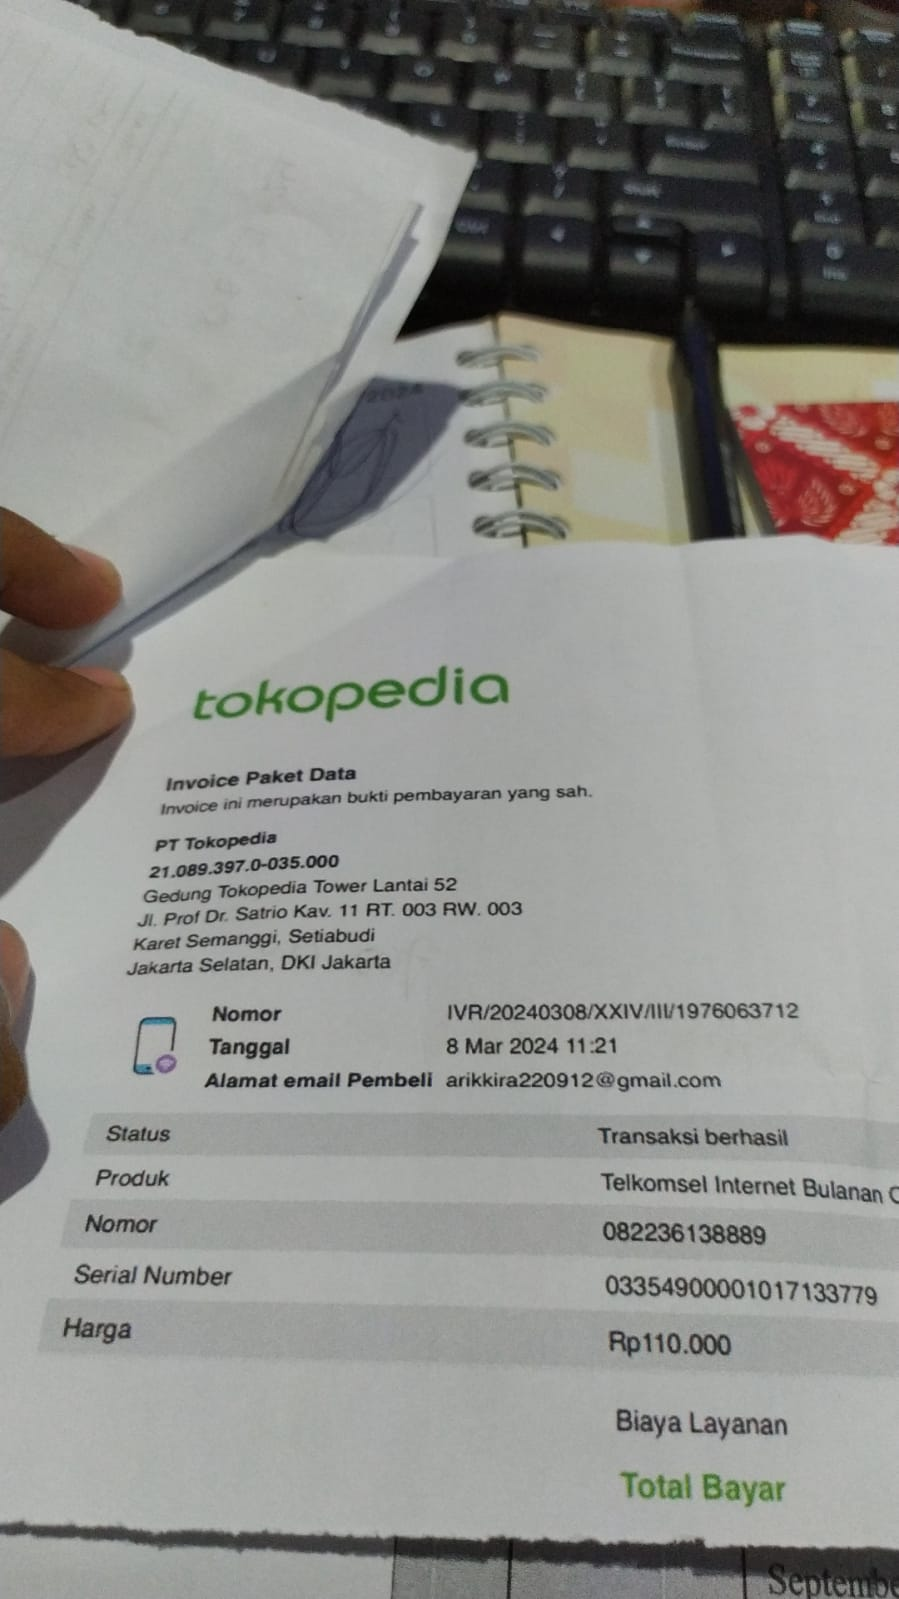 2024
tokopedia
Invoice Paket Data
Invoice ini merupakan bukti pembayaran yang sah.
PT Tokopedia
21.089.397.0-035.000
Gedung Tokopedia Tower Lantai 52
Jl. Prof Dr. Satrio Kav. 11 RT. 003 RW. 003
Karet Semanggi, Setiabudi
Jakarta Selatan, DKI Jakarta
Nomor IVR/20240308/XXIV/III/1976063712
Tanggal 8 Mar 2024 11:21
Alamat email Pembeli arikkira220912@gmail.com
Status Transaksi berhasil
Produk Telkomsel Internet Bulanan
Nomor 082236138889
Serial Number 03354900001017133779
Harga Rp110.000
Biaya Layanan
Total Bayar